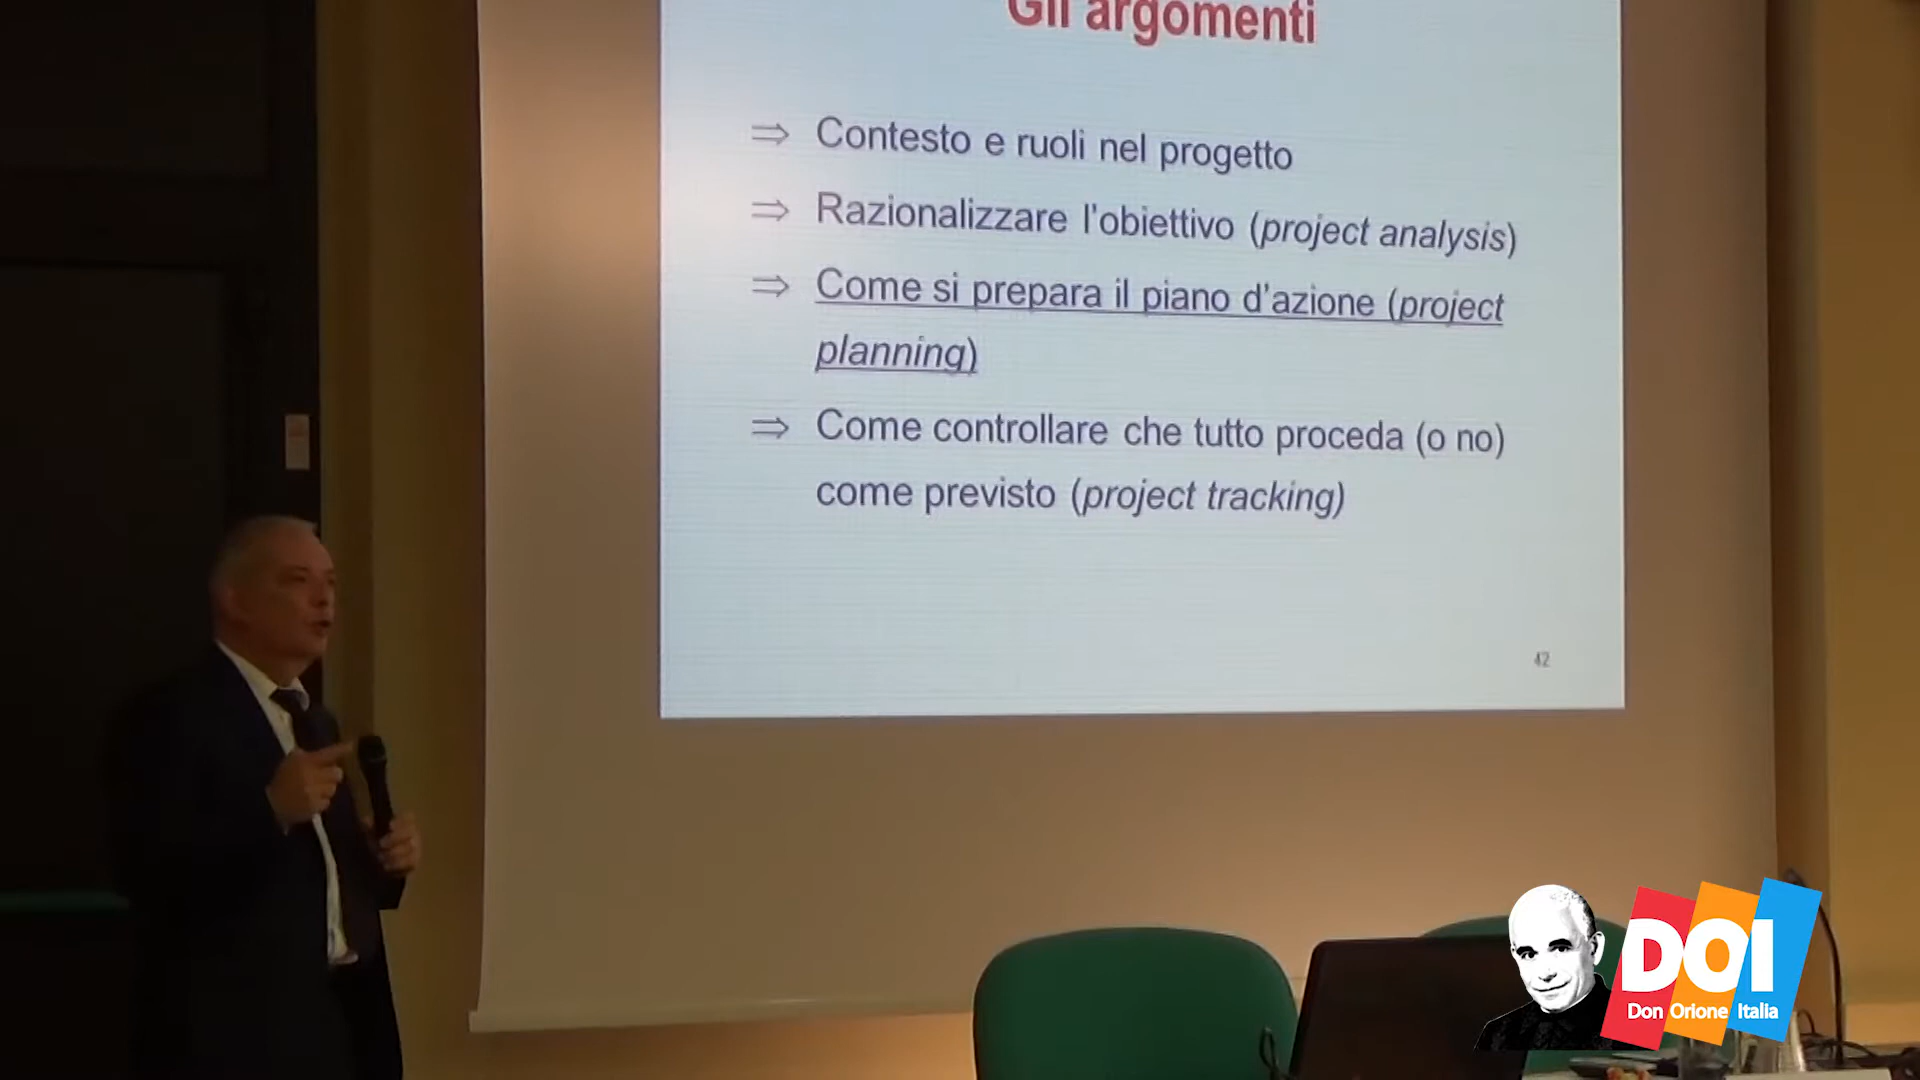 Gli argomenti
⇒ Contesto e ruoli nel progetto
⇒ Razionalizzare l'obiettivo (project analysis)
⇒ Come si prepara il piano d'azione (project
planning)
⇒ Come controllare che tutto proceda (o no)
come previsto (project tracking)
42
DOI
Don Orione Italia